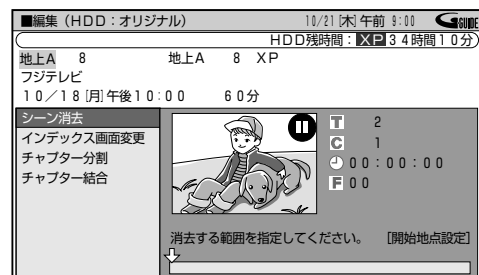 ■編集（HDD：オリジナル） 10/21[木]午前 9:00 GGUIDE
HDD残時間：XP34時間10分
地上A 8 地上A 8 XP
フジテレビ
10／18[月]午後10:00 60分
シーン消去
インデックス画面変更
チャプター分割
チャプター結合
T 2
C 1
00：00：00
F 00
消去する範囲を指定してください。 [開始地点設定]